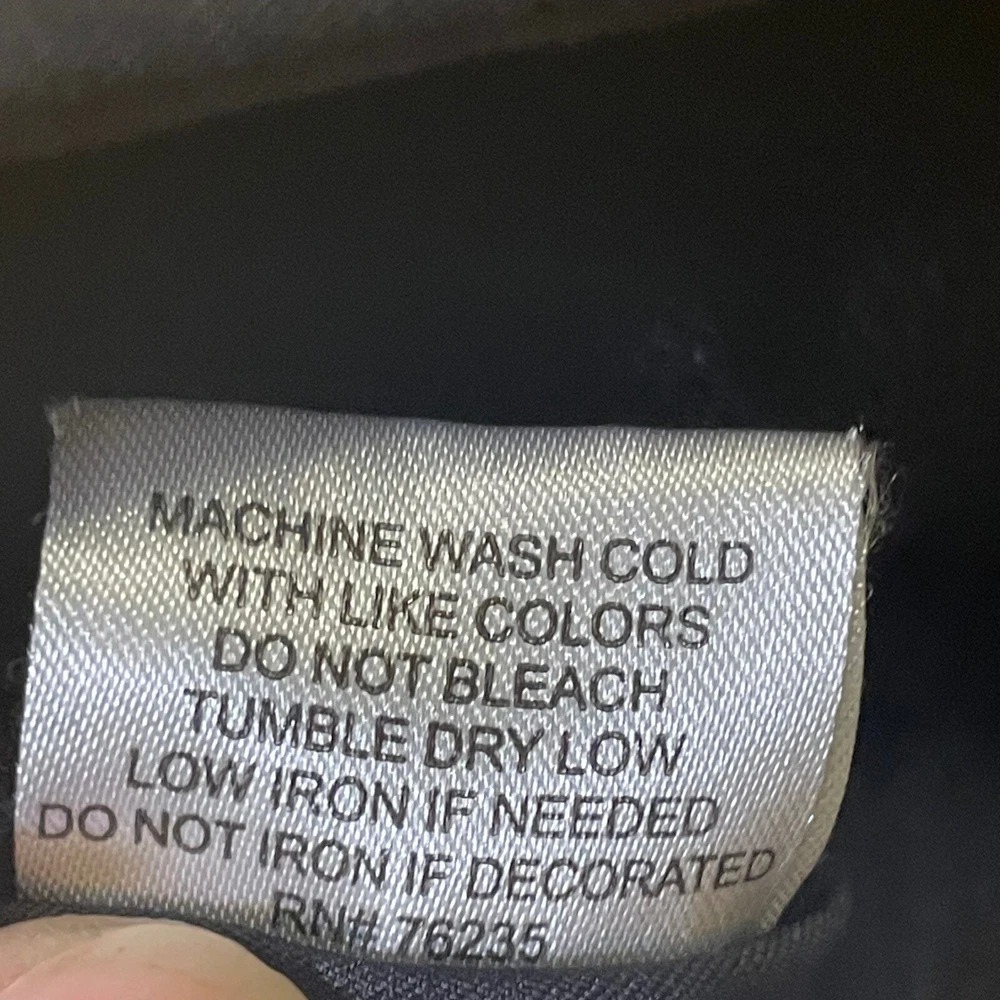 MACHINE WASH COLD
WITH LIKE COLORS
DO NOT BLEACH
TUMBLE DRY LOW
LOW IRON IF NEEDED
DO NOT IRON IF DECORATED
RN# 76235